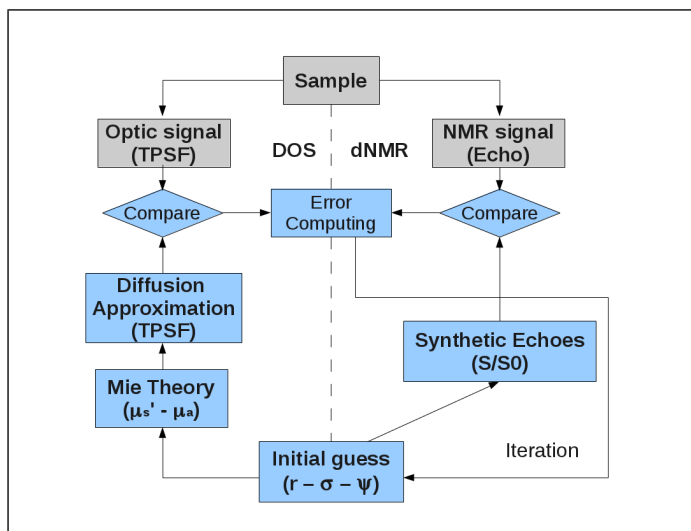 Sample
Optic signal
(TPSF)
DOS
dNMR
NMR signal
(Echo)
Compare
Error
Computing
Compare
Diffusion
Approximation
(TPSF)
Synthetic Echoes
(S/S0)
Mie Theory
(μs' - μa)
Initial guess
(r – σ – ψ)
Iteration